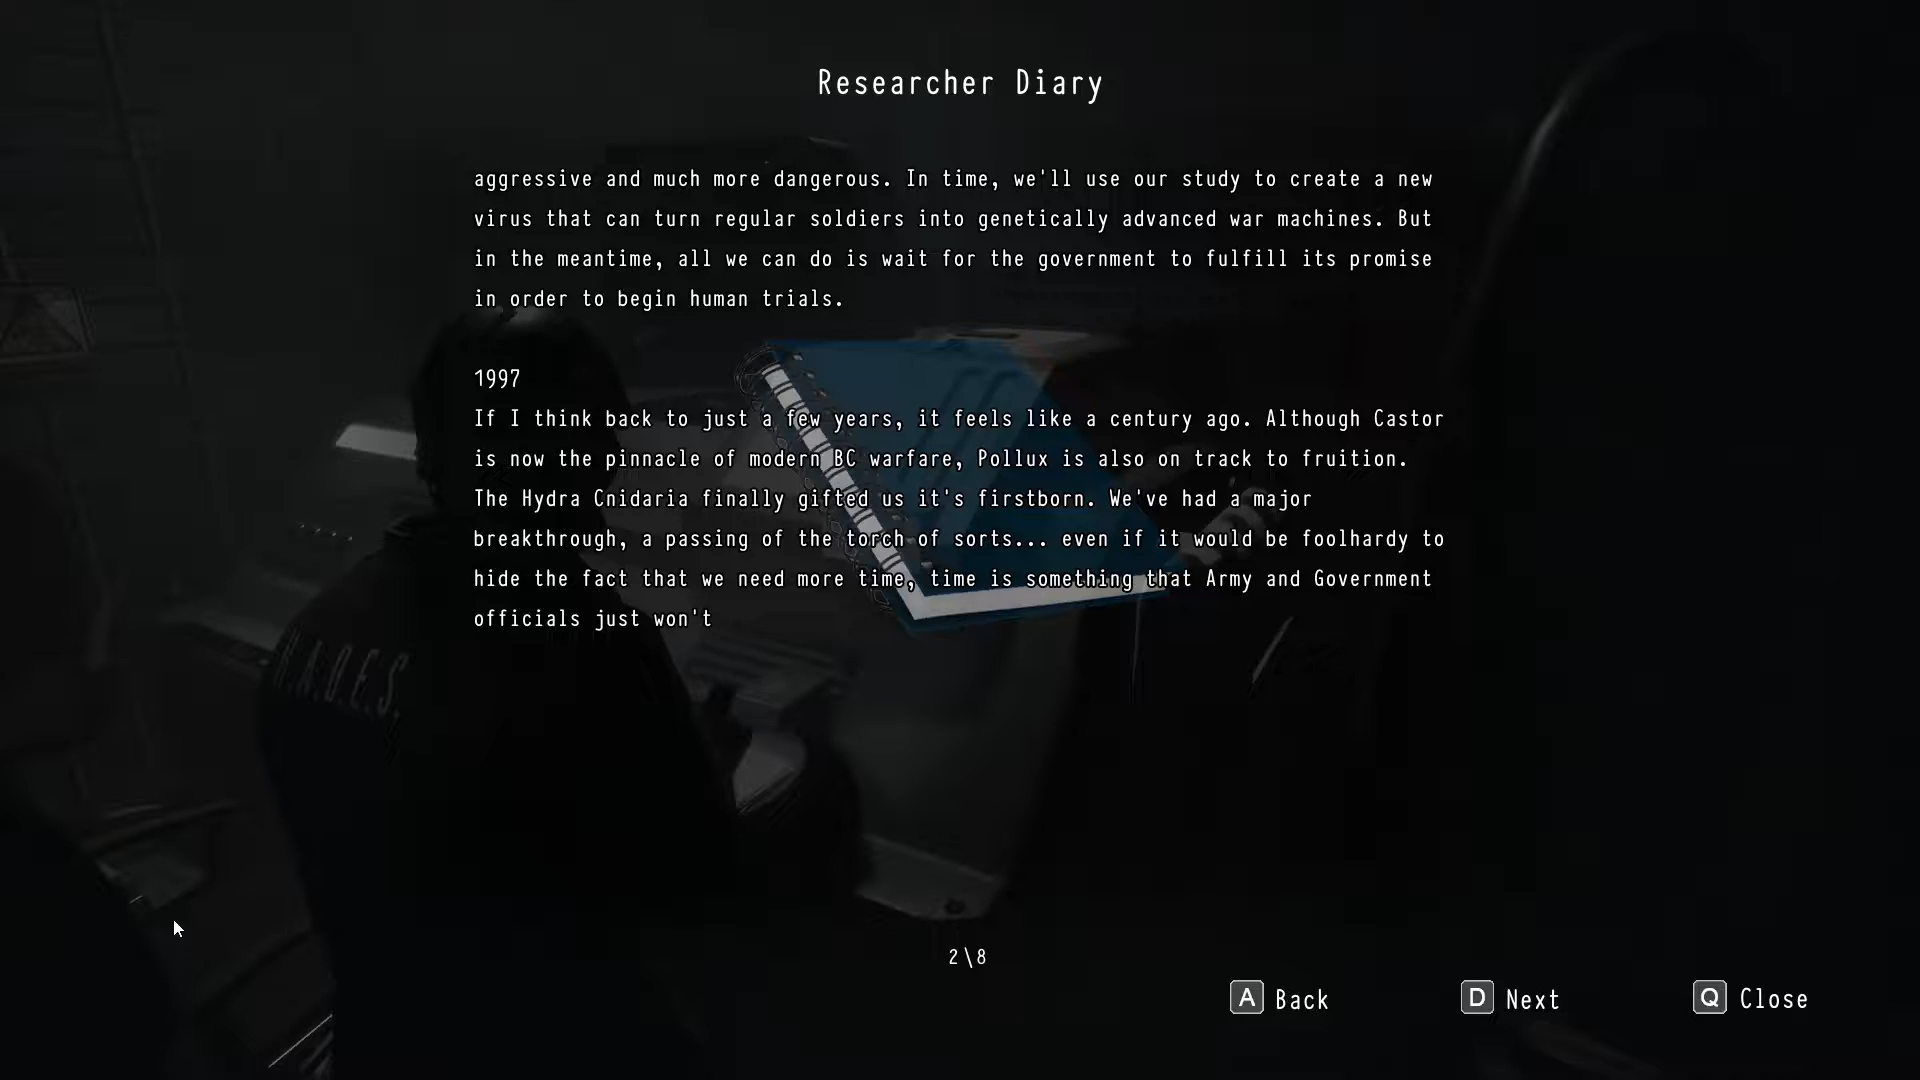 Researcher Diary
aggressive and much more dangerous. In time, we'll use our study to create a new
virus that can turn regular soldiers into genetically advanced war machines. But
in the meantime, all we can do is wait for the government to fulfill its promise
in order to begin human trials.
1997
If I think back to just a few years, it feels like a century ago. Although Castor
is now the pinnacle of modern BC warfare, Pollux is also on track to fruition.
The Hydra Cnidaria finally gifted us it's firstborn. We've had a major
breakthrough, a passing of the torch of sorts... even if it would be foolhardy to
hide the fact that we need more time, time is something that Army and Government
officials just won't
H.A.D.E.S.
2\8
A Back
D Next
Q Close